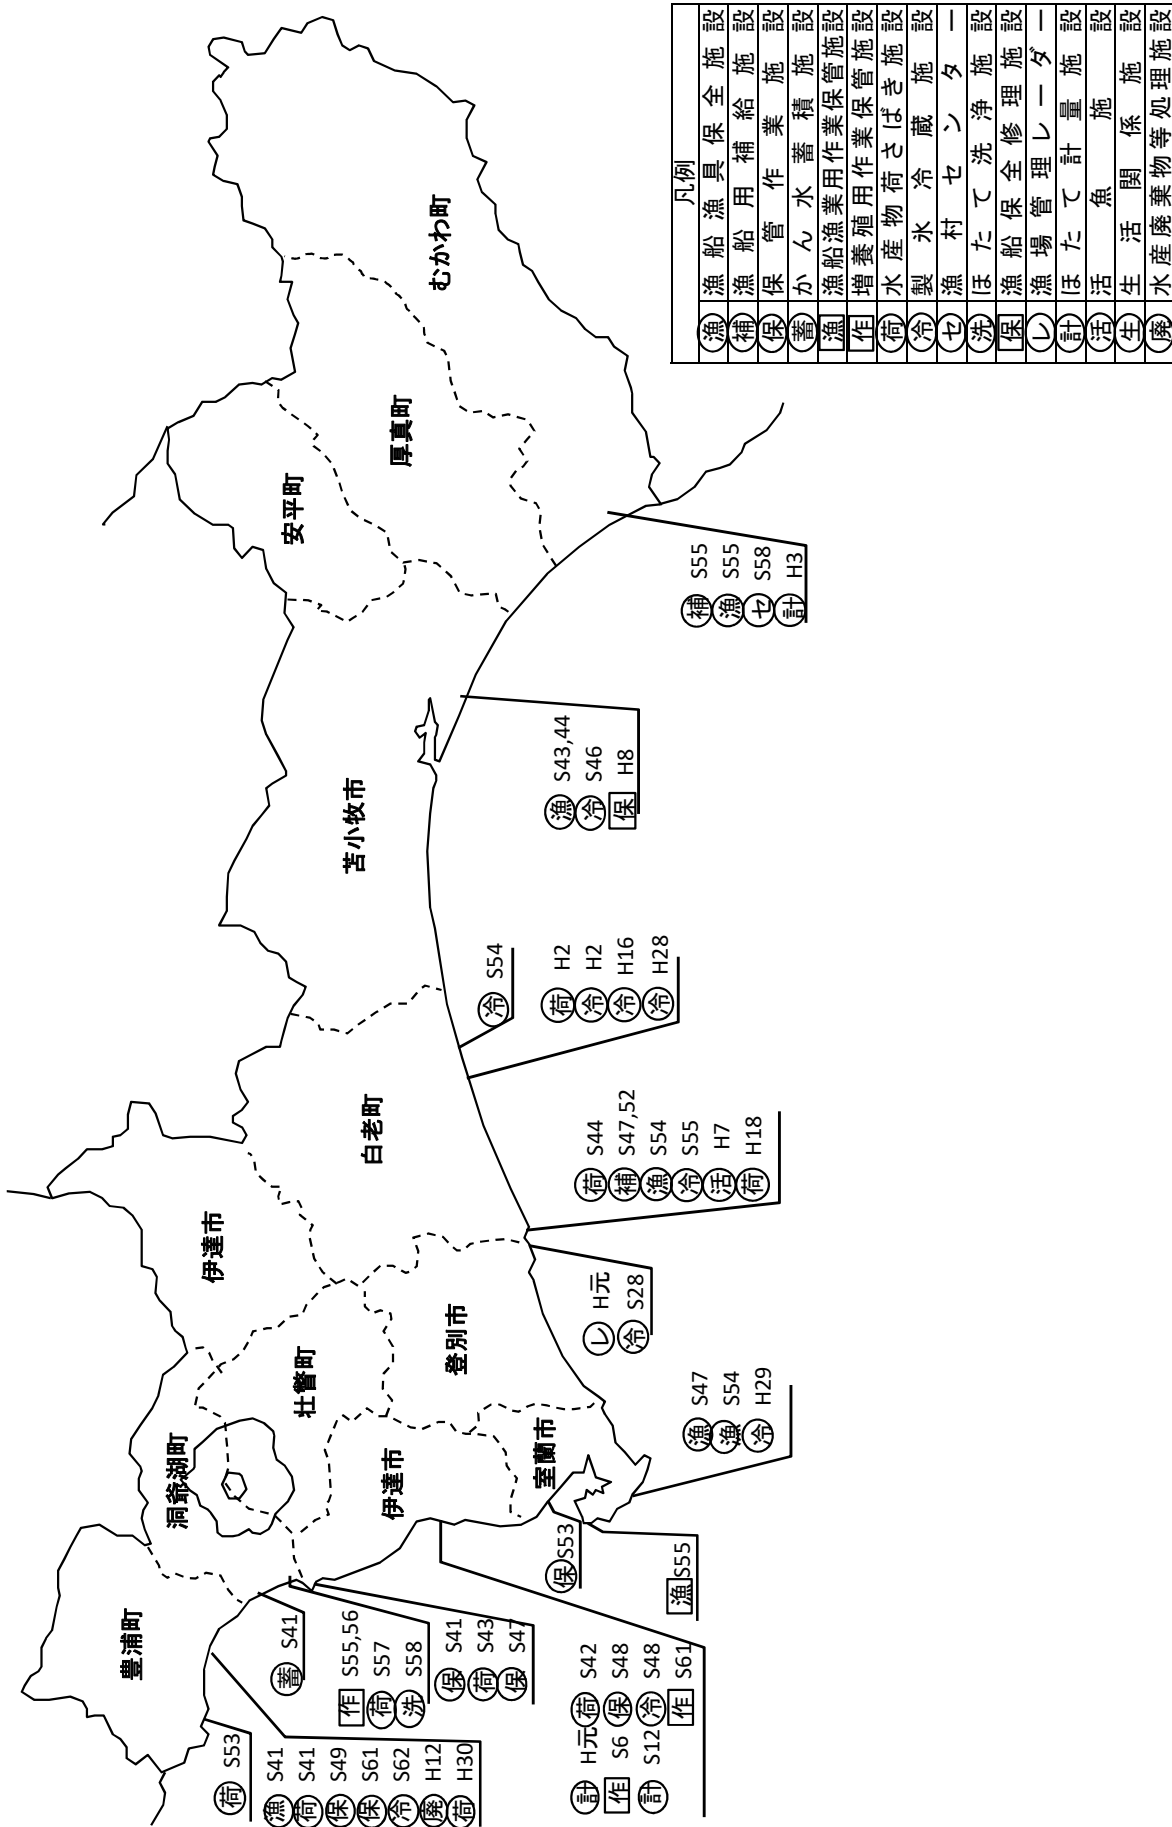 凡例
漁 漁船漁具保全施設
補 漁船用補給施設
保 保管作業施設
蓄 かん水蓄積施設
漁 漁船漁業用作業保管施設
作 増養殖用作業保管施設
荷 水産物荷さばき施設
冷 製氷冷蔵施設
セ 漁村センター
洗 ほたて洗浄施設
保 漁船保全修理施設
レ 漁場管理レーダー
計 ほたて計量施設
活 活魚施設
生 生活関係施設
廃 水産廃棄物等処理施設
豊浦町
洞爺湖町
壮瞥町
伊達市
伊達市
室蘭市
登別市
白老町
苫小牧市
安平町
厚真町
むかわ町
荷 S53
漁 S41
荷 S41
保 S49
保 S61
冷 S62
廃 H12
荷 H30
蓄 S41
作 S55,56
荷 S57
洗 S58
保 S41
荷 S43
保 S47
計 H元 荷 S42
作 S6 保 S48
計 S12 冷 S48
作 S61
保 S53
漁 S55
漁 S47
漁 S54
冷 H29
レ H元
冷 S28
荷 S44
補 S47,52
漁 S54
冷 S55
活 H7
荷 H18
冷 S54
荷 H2
冷 H2
冷 H16
冷 H28
漁 S43,44
冷 S46
保 H8
補 S55
漁 S55
セ S58
計 H3